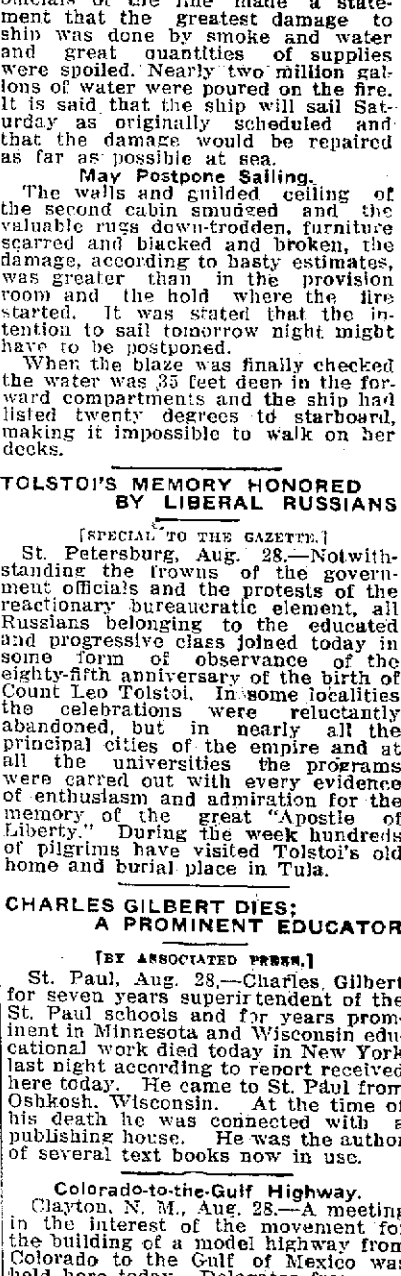 officials of the line made a state-
ment that the greatest damage to
ship was done by smoke and water
and great quantities of supplies
were spoiled. Nearly two million gal-
lons of water were poured on the fire.
It is said that the ship will sail Sat-
urday as originally scheduled and
that the damage would be repaired
as far as possible at sea.
May Postpone Sailing.
The walls and guilded ceiling of
the second cabin smudged and the
valuable rugs down-trodden, furniture
scarred and blacked and broken, the
damage, according to hasty estimates,
was greater than in the provision
room and the hold where the fire
started. It was stated that the in-
tention to sail tomorrow night might
have to be postponed.
When the blaze was finally checked
the water was 35 feet deep in the for-
ward compartments and the ship had
listed twenty degrees to starboard,
making it impossible to walk on her
decks.
TOLSTOI'S MEMORY HONORED
BY LIBERAL RUSSIANS
[SPECIAL TO THE GAZETTE.]
St. Petersburg, Aug. 28.—Notwith-
standing the frowns of the govern-
ment officials and the protests of the
reactionary bureaucratic element, all
Russians belonging to the educated
and progressive class joined today in
some form of observance of the
eighty-fifth anniversary of the birth of
Count Leo Tolstoi. In some localities
the celebrations were reluctantly
abandoned, but in nearly all the
principal cities of the empire and at
all the universities the programs
were carred out with every evidence
of enthusiasm and admiration for the
memory of the great "Apostle of
Liberty." During the week hundreds
of pilgrims have visited Tolstoi's old
home and burial place in Tula.
CHARLES GILBERT DIES;
A PROMINENT EDUCATOR
[BY ASSOCIATED PRESS.]
St. Paul, Aug. 28,—Charles Gilbert
for seven years superintendent of the
St. Paul schools and for years prom-
inent in Minnesota and Wisconsin edu-
cational work died today in New York
last night according to report received
here today. He came to St. Paul from
Oshkosh, Wisconsin. At the time of
his death he was connected with a
publishing house. He was the author
of several text books now in use.
Colorado-to-the-Gulf Highway.
Clayton, N. M., Aug. 28.—A meeting
in the interest of the movement for
the building of a model highway from
Colorado to the Gulf of Mexico was
held here today.